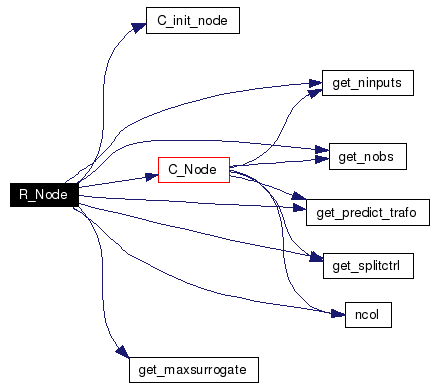 C_init_node
get_ninputs
get_nobs
C_Node
R_Node
get_predict_trafo
get_splitctrl
ncol
get_maxsurrogate